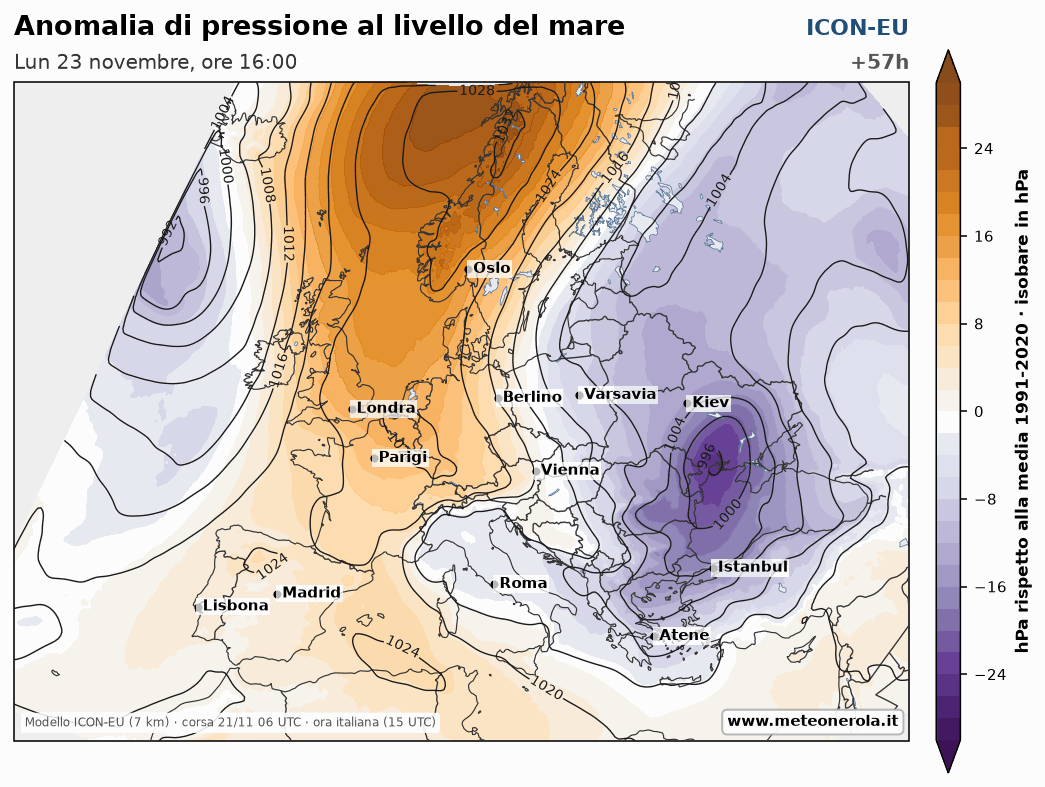 Anomalia di pressione al livello del mare
ICON-EU
Lun 23 novembre, ore 16:00
+57h
1028
1004
1032
1000
996
1008
1024
1016
1004
992
1012
Oslo
1016
Londra
Berlino
Varsavia
Kiev
1004
Parigi
996
Vienna
1000
1024
Istanbul
Roma
Madrid
Lisbona
Atene
1024
1020
Modello ICON-EU (7 km) · corsa 21/11 06 UTC · ora italiana (15 UTC)
www.meteonerola.it
24
16
8
0
−8
−16
−24
hPa rispetto alla media 1991-2020 · isobare in hPa